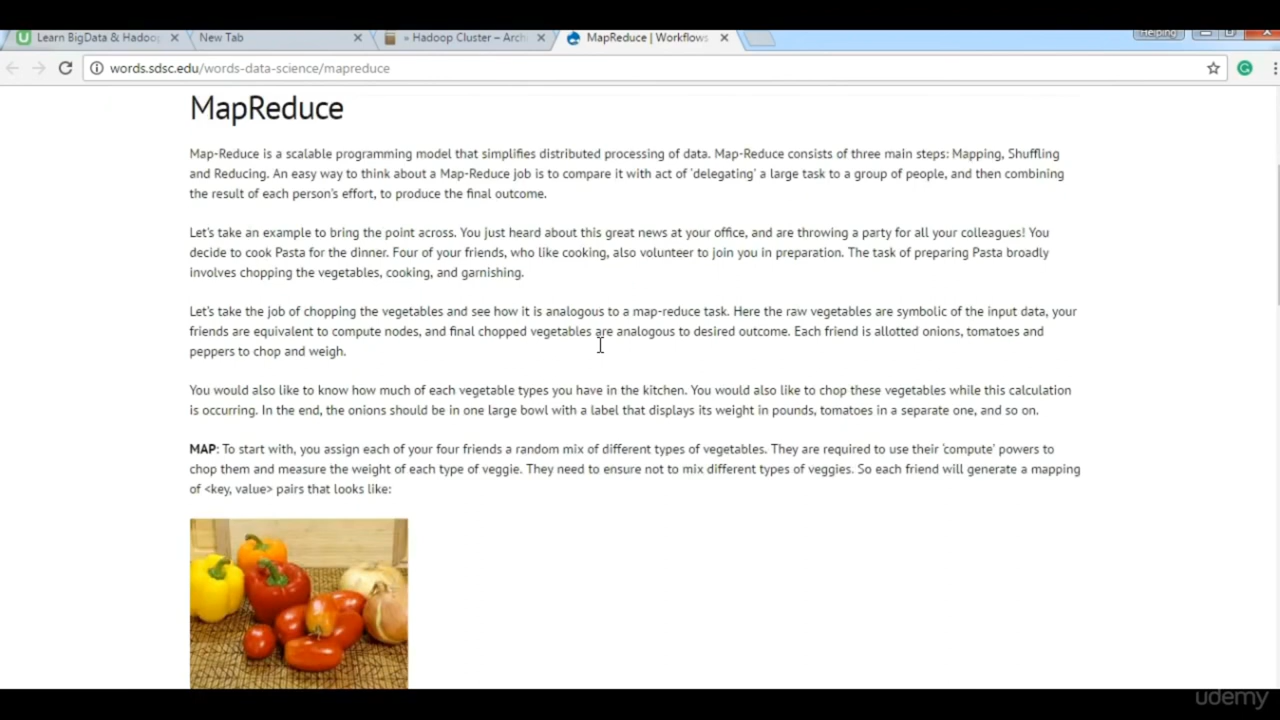 Learn BigData & Hadoo
New Tab
» Hadoop Cluster – Arch
MapReduce | Workflows
Helping
words.sdsc.edu/words-data-science/mapreduce
MapReduce
Map-Reduce is a scalable programming model that simplifies distributed processing of data. Map-Reduce consists of three main steps: Mapping, Shuffling
and Reducing. An easy way to think about a Map-Reduce job is to compare it with act of ‘delegating’ a large task to a group of people, and then combining
the result of each person’s effort, to produce the final outcome.
Let’s take an example to bring the point across. You just heard about this great news at your office, and are throwing a party for all your colleagues! You
decide to cook Pasta for the dinner. Four of your friends, who like cooking, also volunteer to join you in preparation. The task of preparing Pasta broadly
involves chopping the vegetables, cooking, and garnishing.
Let’s take the job of chopping the vegetables and see how it is analogous to a map-reduce task. Here the raw vegetables are symbolic of the input data, your
friends are equivalent to compute nodes, and final chopped vegetables are analogous to desired outcome. Each friend is allotted onions, tomatoes and
peppers to chop and weigh.
You would also like to know how much of each vegetable types you have in the kitchen. You would also like to chop these vegetables while this calculation
is occurring. In the end, the onions should be in one large bowl with a label that displays its weight in pounds, tomatoes in a separate one, and so on.
MAP: To start with, you assign each of your four friends a random mix of different types of vegetables. They are required to use their ‘compute’ powers to
chop them and measure the weight of each type of veggie. They need to ensure not to mix different types of veggies. So each friend will generate a mapping
of <key, value> pairs that looks like:
udemy